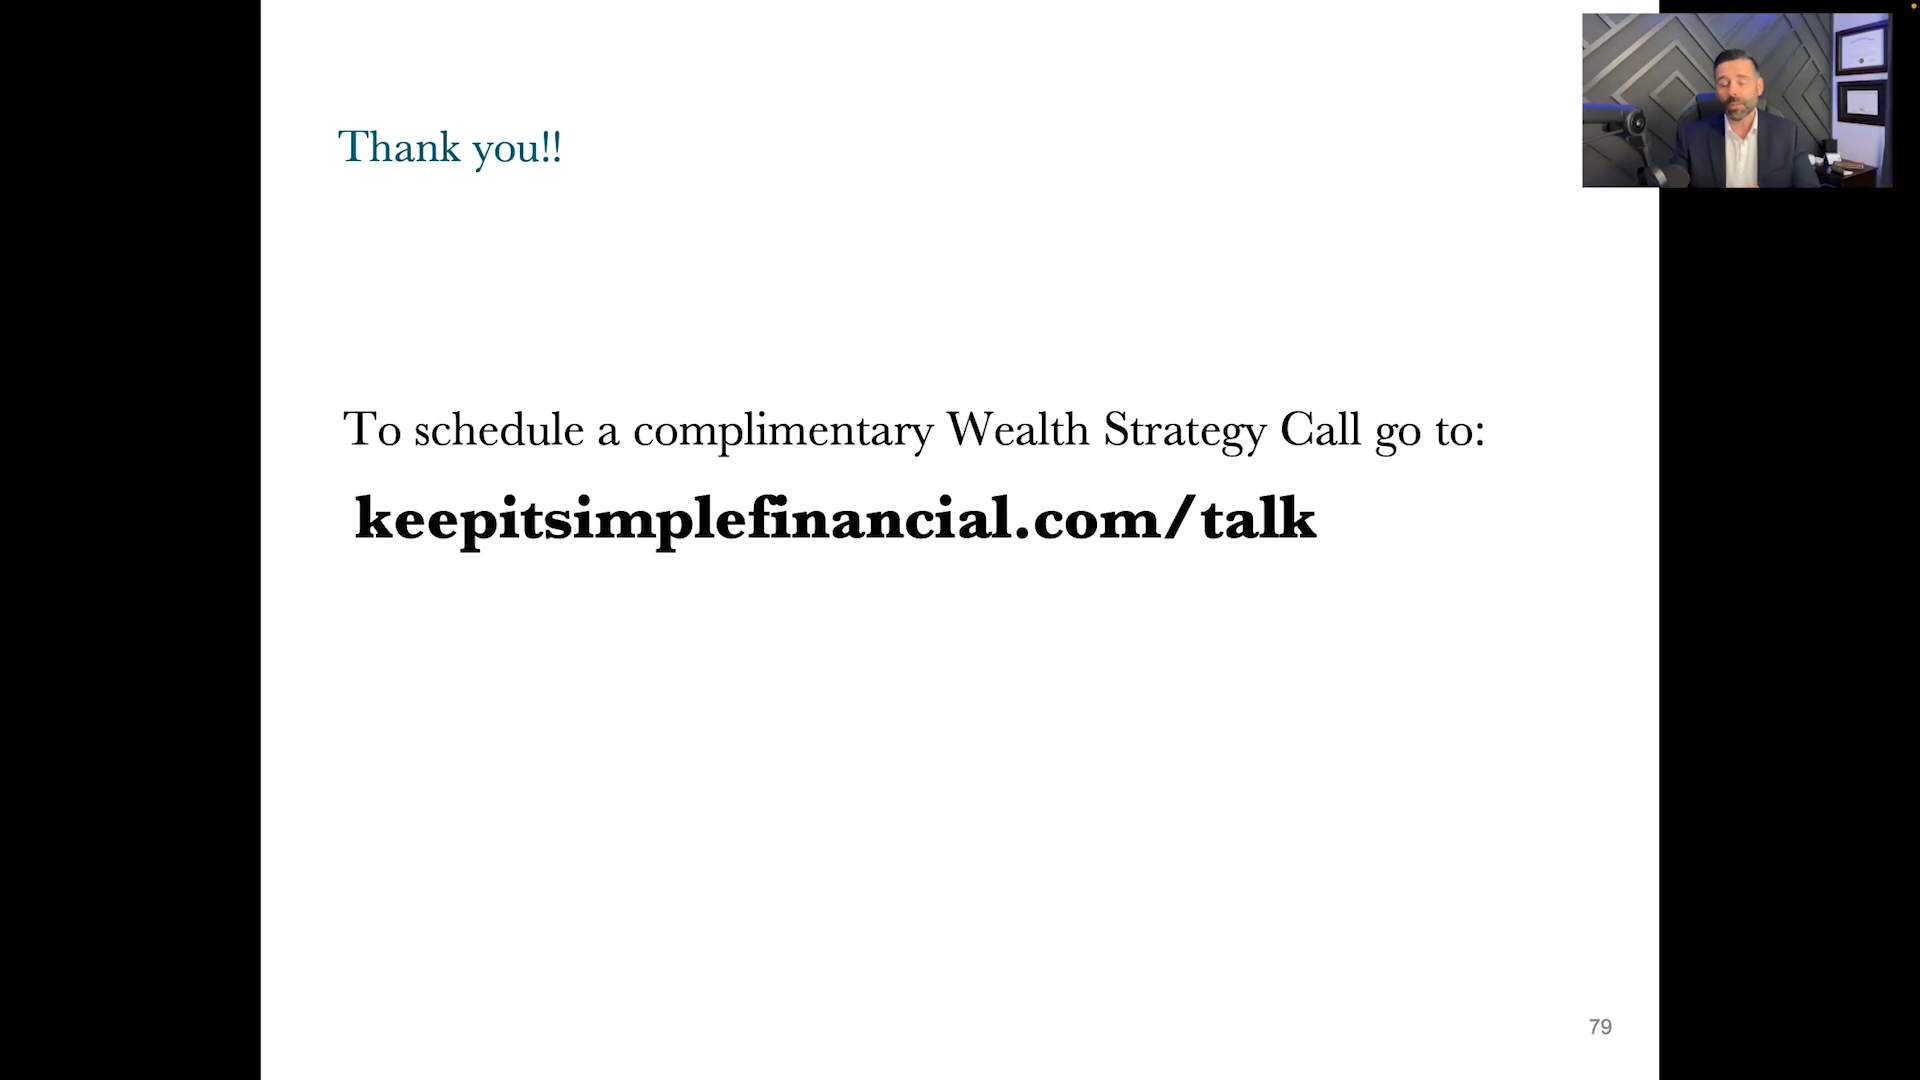 Thank you!!
To schedule a complimentary Wealth Strategy Call go to:
keepitsimplefinancial.com/talk
79